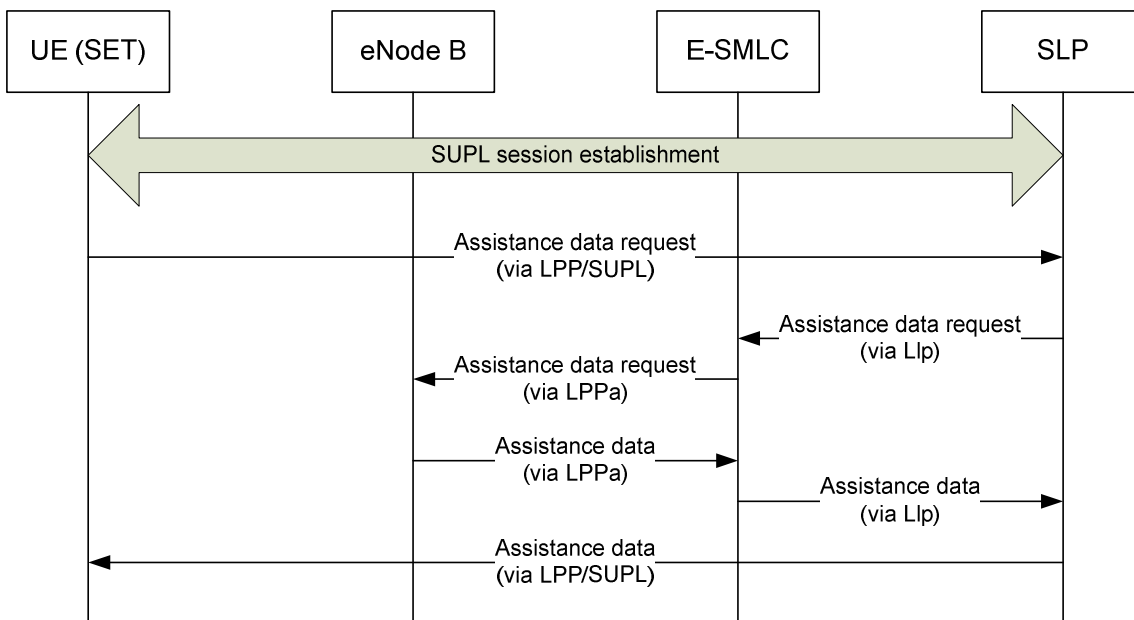 UE (SET)
eNode B
E-SMLC
SLP
SUPL session establishment
Assistance data request
(via LPP/SUPL)
Assistance data request
(via Llp)
Assistance data request
(via LPPa)
Assistance data
(via LPPa)
Assistance data
(via Llp)
Assistance data
(via LPP/SUPL)